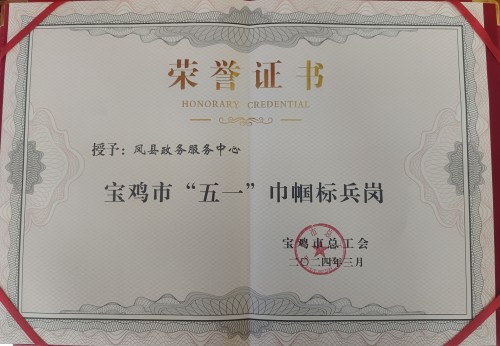 荣誉证书
HONORARY CREDENTIAL
授予：凤县政务服务中心
宝鸡市“五一”巾帼标兵岗
宝鸡市总工会
二〇二四年三月